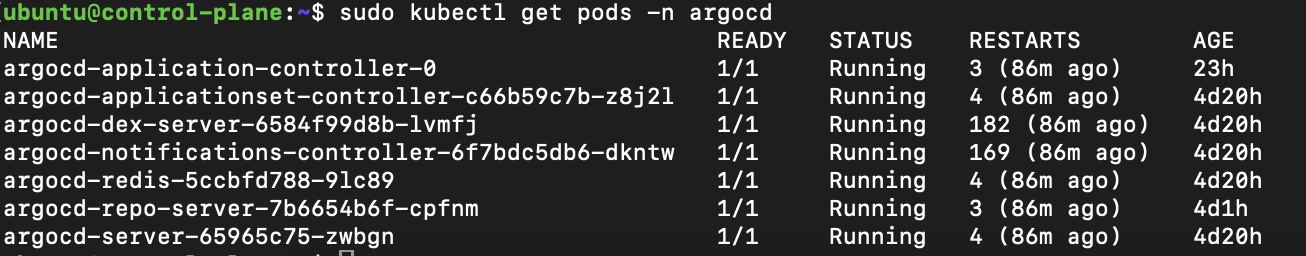 ubuntu@control-plane:~$ sudo kubectl get pods -n argocd
NAME READY STATUS RESTARTS AGE
argocd-application-controller-0 1/1 Running 3 (86m ago) 23h
argocd-applicationset-controller-c66b59c7b-z8j2l 1/1 Running 4 (86m ago) 4d20h
argocd-dex-server-6584f99d8b-lvmfj 1/1 Running 182 (86m ago) 4d20h
argocd-notifications-controller-6f7bdc5db6-dkntw 1/1 Running 169 (86m ago) 4d20h
argocd-redis-5ccbfd788-9lc89 1/1 Running 4 (86m ago) 4d20h
argocd-repo-server-7b6654b6f-cpfnm 1/1 Running 3 (86m ago) 4d1h
argocd-server-65965c75-zwbgn 1/1 Running 4 (86m ago) 4d20h